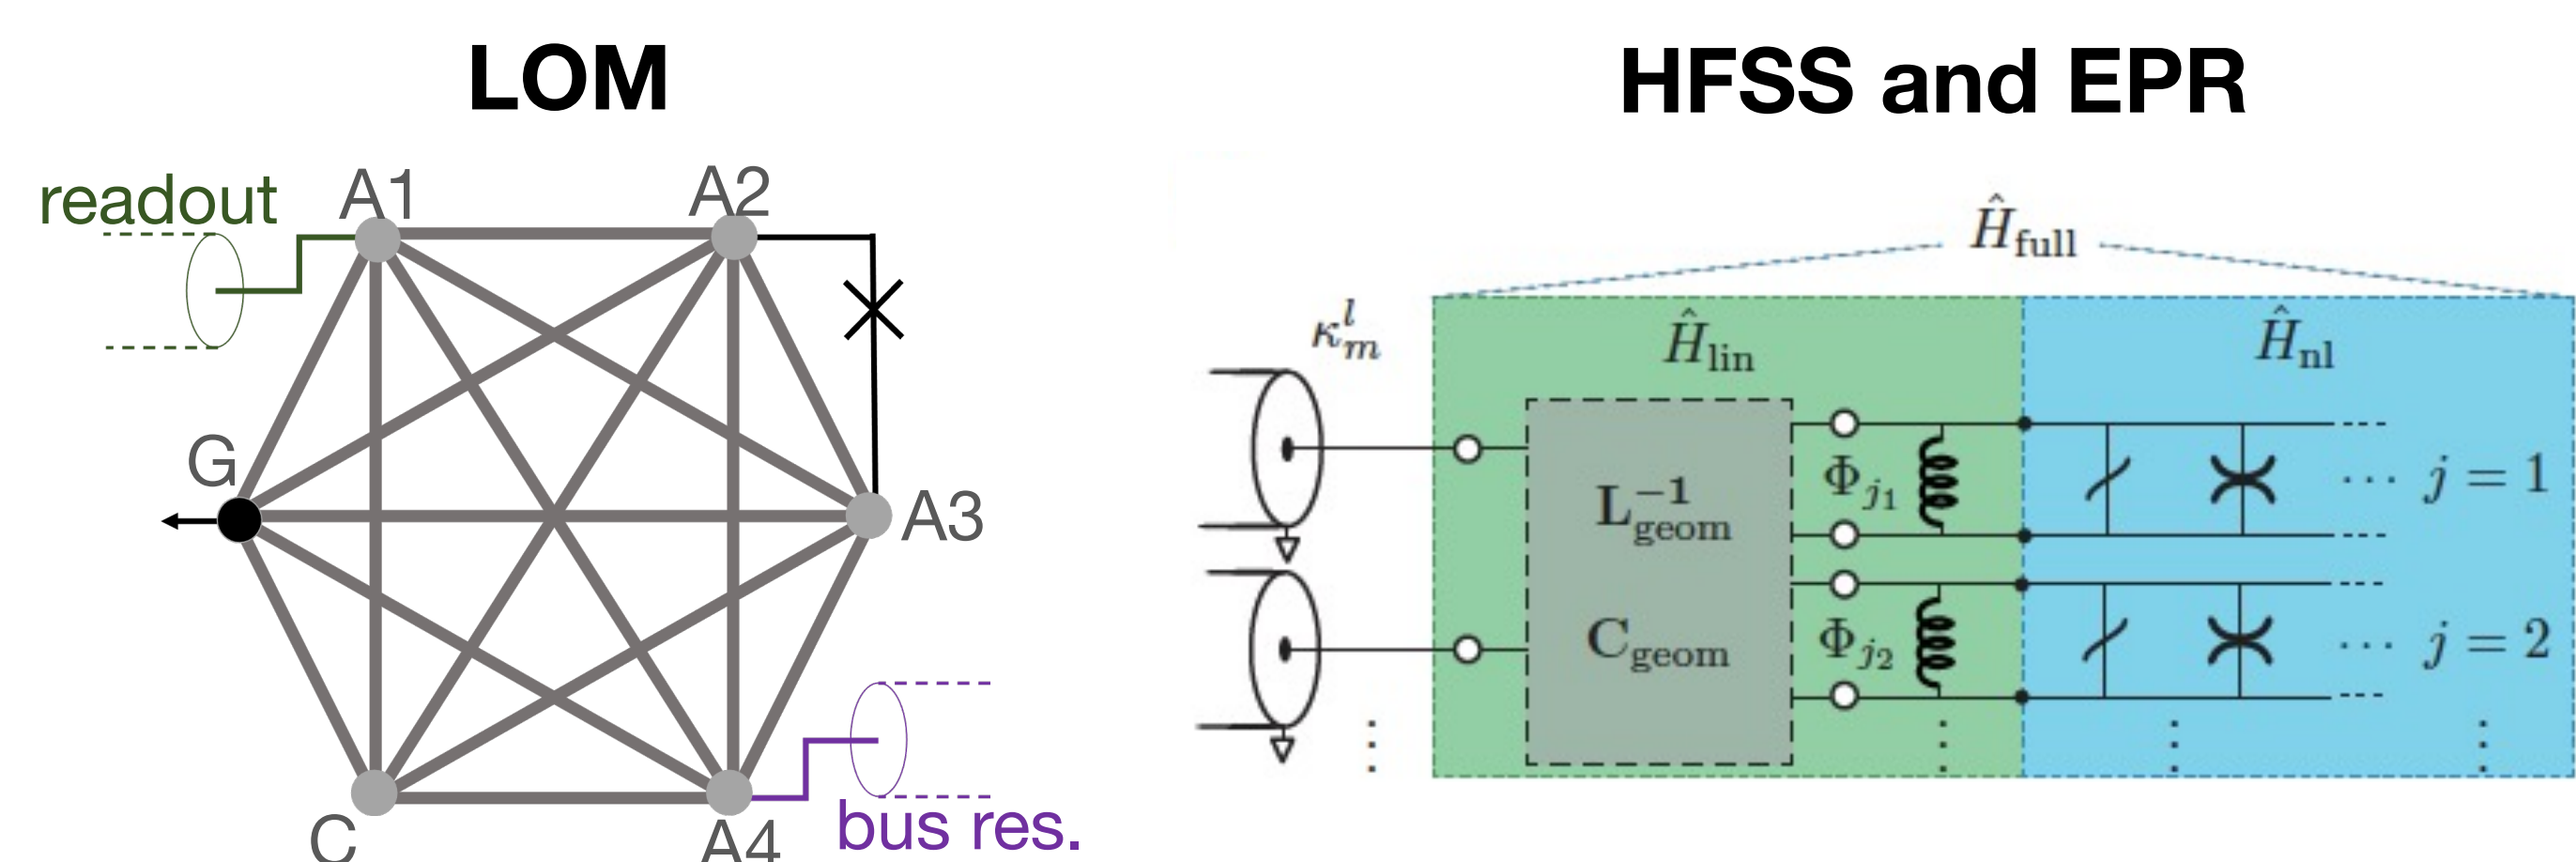 LOM
HFSS and EPR
readout
A1
A2
G
A3
C
A4
bus res.
Ĥfull
κₘˡ
Ĥlin
Ĥnl
L⁻¹geom
Cgeom
Φj₁
Φj₂
··· j = 1
··· j = 2